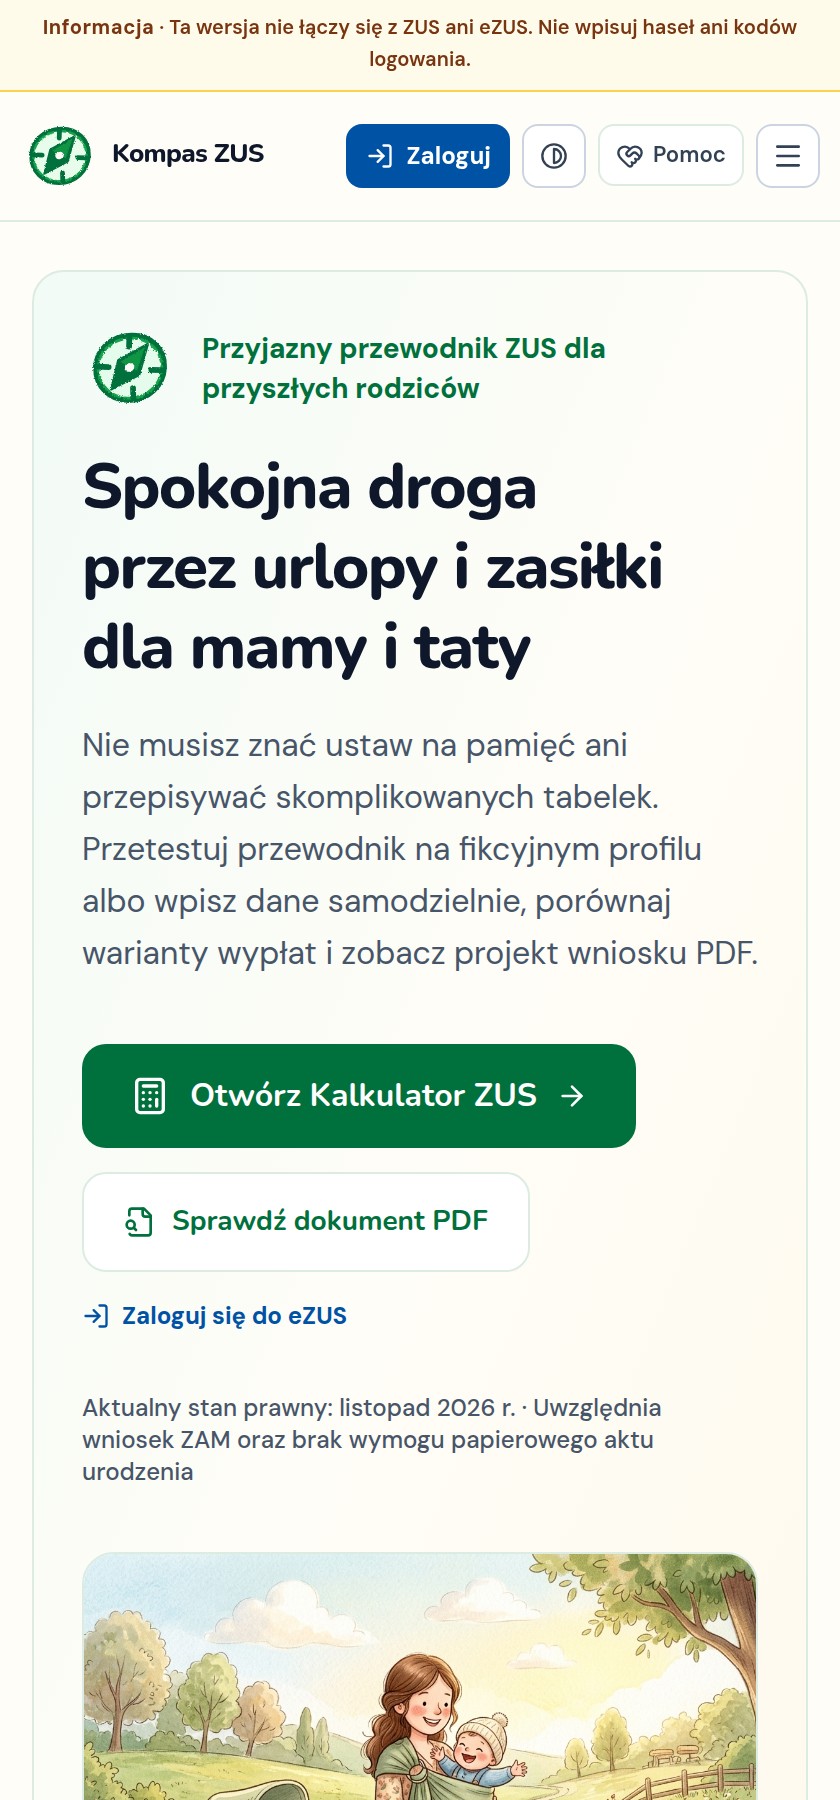 Informacja · Ta wersja nie łączy się z ZUS ani eZUS. Nie wpisuj haseł ani kodów
logowania.
Kompas ZUS
Zaloguj
Pomoc
Przyjazny przewodnik ZUS dla
przyszłych rodziców
Spokojna droga
przez urlopy i zasiłki
dla mamy i taty
Nie musisz znać ustaw na pamięć ani
przepisywać skomplikowanych tabelek.
Przetestuj przewodnik na fikcyjnym profilu
albo wpisz dane samodzielnie, porównaj
warianty wypłat i zobacz projekt wniosku PDF.
Otwórz Kalkulator ZUS
Sprawdź dokument PDF
Zaloguj się do eZUS
Aktualny stan prawny: listopad 2026 r. · Uwzględnia
wniosek ZAM oraz brak wymogu papierowego aktu
urodzenia